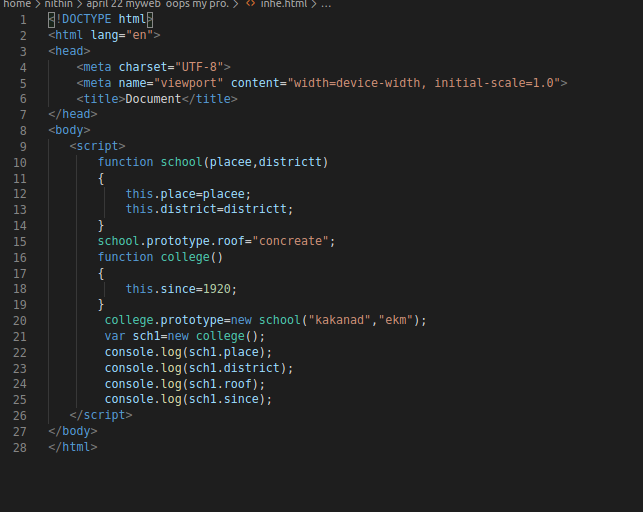 home > nithin > april 22 myweb oops my pro. > <> inhe.html > ...
1 <!DOCTYPE html>
2 <html lang="en">
3 <head>
4     <meta charset="UTF-8">
5     <meta name="viewport" content="width=device-width, initial-scale=1.0">
6     <title>Document</title>
7 </head>
8 <body>
9    <script>
10        function school(placee,districtt)
11        {
12            this.place=placee;
13            this.district=districtt;
14        }
15        school.prototype.roof="concreate";
16        function college()
17        {
18            this.since=1920;
19        }
20         college.prototype=new school("kakanad","ekm");
21         var sch1=new college();
22         console.log(sch1.place);
23         console.log(sch1.district);
24         console.log(sch1.roof);
25         console.log(sch1.since);
26    </script>
27 </body>
28 </html>